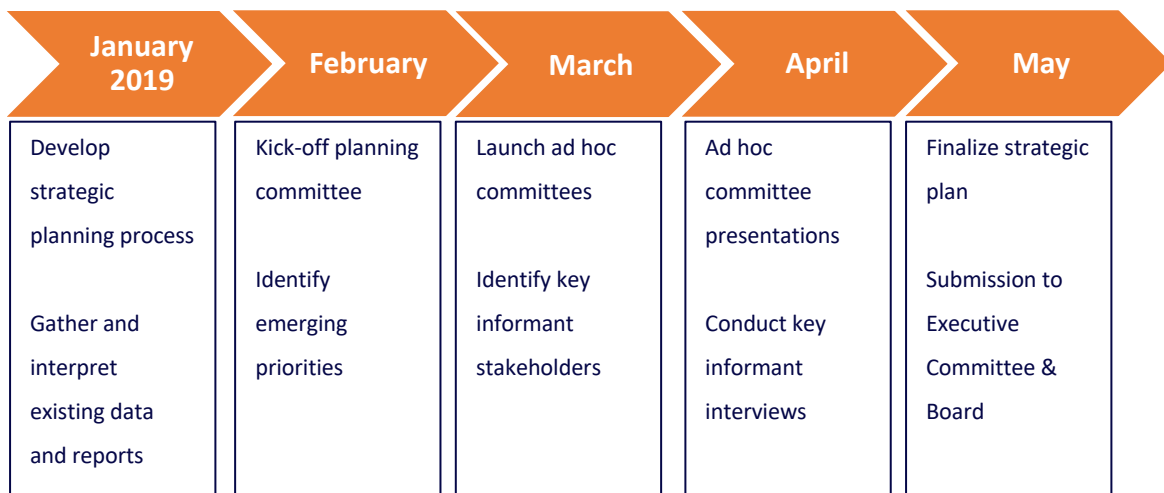 January
2019
February
March
April
May
Develop
strategic
planning process
Gather and
interpret
existing data
and reports
Kick-off planning
committee
Identify
emerging
priorities
Launch ad hoc
committees
Identify key
informant
stakeholders
Ad hoc
committee
presentations
Conduct key
informant
interviews
Finalize strategic
plan
Submission to
Executive
Committee &
Board